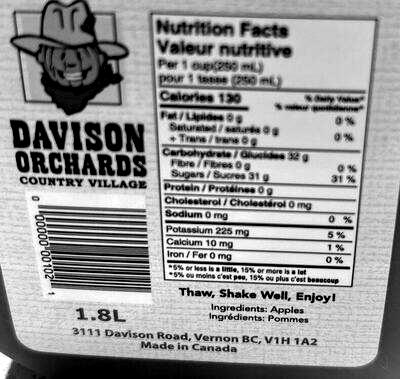 DAVISON
ORCHARDS
COUNTRY VILLAGE
0 00000 00102 1
1.8L
Nutrition Facts
Valeur nutritive
Per 1 cup(250 mL)
pour 1 tasse (250 mL)
Calories 130
% Daily Value*
% valeur quotidienne*
Fat / Lipides 0 g 0 %
Saturated / saturés 0 g
+ Trans / trans 0 g 0 %
Carbohydrate / Glucides 32 g
Fibre / Fibres 0 g 0 %
Sugars / Sucres 31 g 31 %
Protein / Protéines 0 g
Cholesterol / Cholestérol 0 mg
Sodium 0 mg 0 %
Potassium 225 mg 5 %
Calcium 10 mg 1 %
Iron / Fer 0 mg 0 %
*5% or less is a little, 15% or more is a lot
*5% ou moins c'est peu, 15% ou plus c'est beaucoup
Thaw, Shake Well, Enjoy!
Ingredients: Apples
Ingrédients: Pommes
3111 Davison Road, Vernon BC, V1H 1A2
Made in Canada